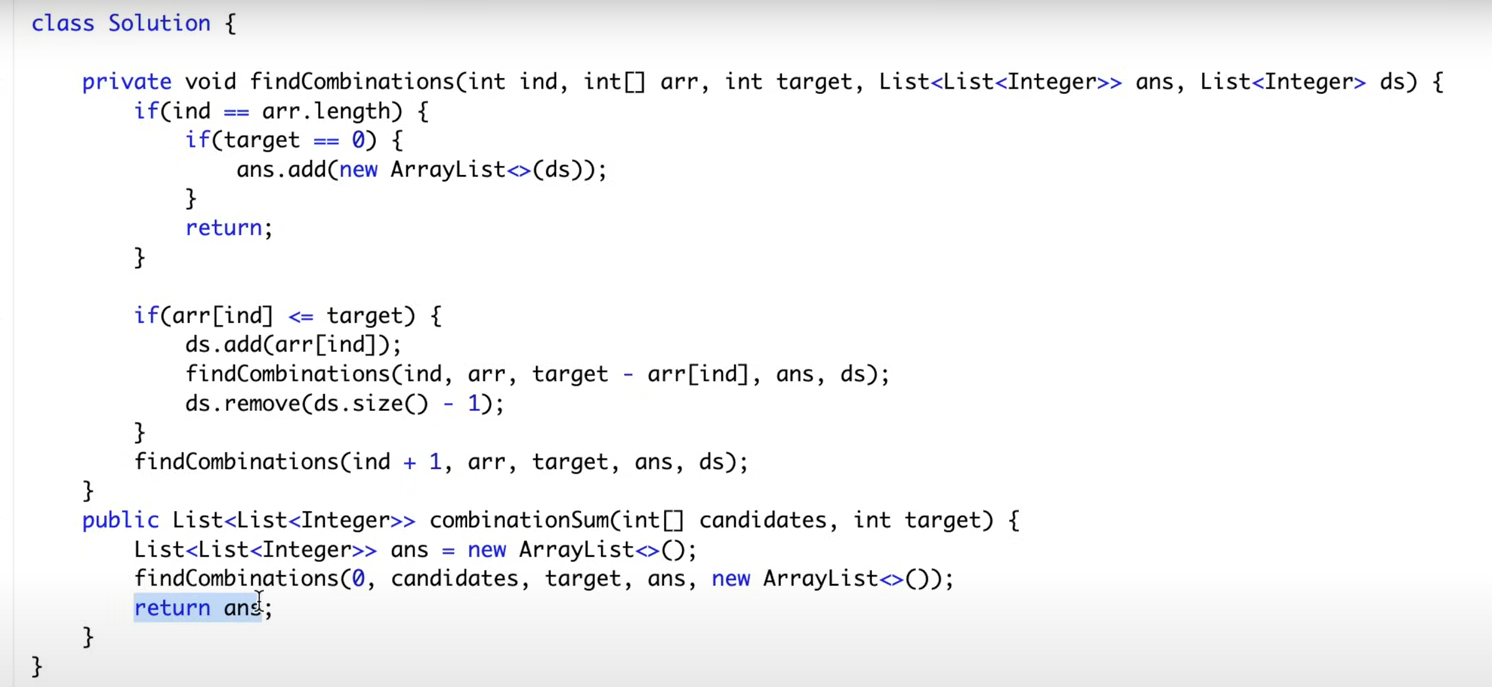 class Solution {
private void findCombinations(int ind, int[] arr, int target, List<List<Integer>> ans, List<Integer> ds) {
if(ind == arr.length) {
if(target == 0) {
ans.add(new ArrayList<>(ds));
}
return;
}
if(arr[ind] <= target) {
ds.add(arr[ind]);
findCombinations(ind, arr, target - arr[ind], ans, ds);
ds.remove(ds.size() - 1);
}
findCombinations(ind + 1, arr, target, ans, ds);
}
public List<List<Integer>> combinationSum(int[] candidates, int target) {
List<List<Integer>> ans = new ArrayList<>();
findCombinations(0, candidates, target, ans, new ArrayList<>());
return ans;
}
}